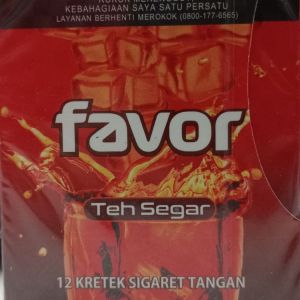 KEBAHAGIAAN SAYA SATU PERSATU
LAYANAN BERHENTI MEROKOK (0800-177-6565)
favor
Teh Segar
12 KRETEK SIGARET TANGAN